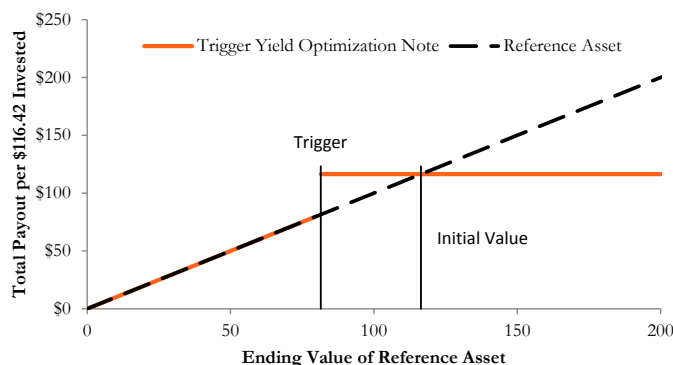 $250
Trigger Yield Optimization Note
Reference Asset
$200
$150
Trigger
$100
Initial Value
$50
$0
0
50
100
150
200
Total Payout per $116.42 Invested
Ending Value of Reference Asset